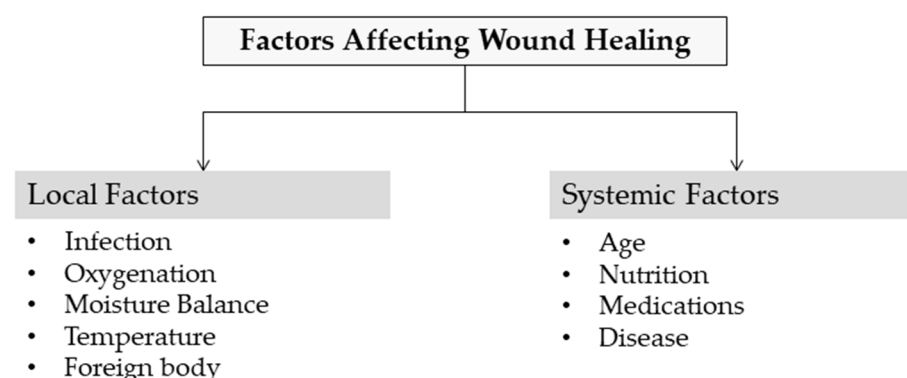 Factors Affecting Wound Healing
Local Factors
• Infection
• Oxygenation
• Moisture Balance
• Temperature
• Foreign body
Systemic Factors
• Age
• Nutrition
• Medications
• Disease